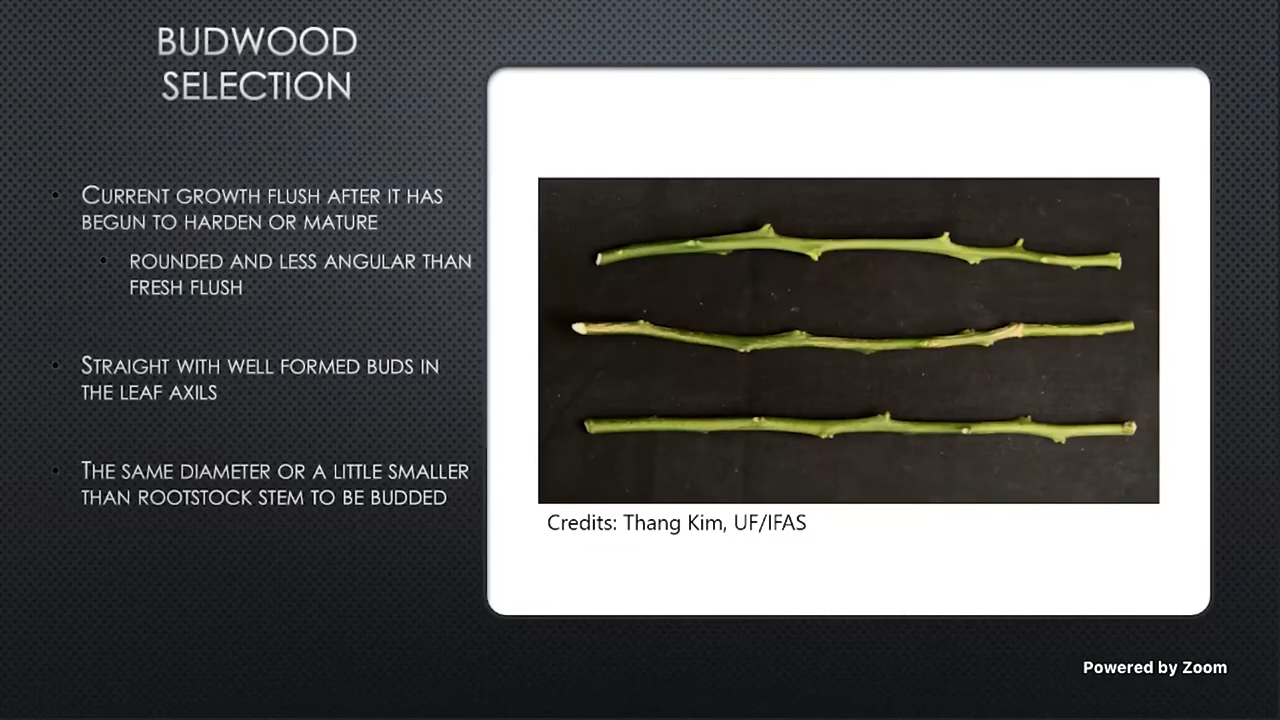 BUDWOOD
SELECTION
CURRENT GROWTH FLUSH AFTER IT HAS
BEGUN TO HARDEN OR MATURE
ROUNDED AND LESS ANGULAR THAN
FRESH FLUSH
STRAIGHT WITH WELL FORMED BUDS IN
THE LEAF AXILS
THE SAME DIAMETER OR A LITTLE SMALLER
THAN ROOTSTOCK STEM TO BE BUDDED
Credits: Thang Kim, UF/IFAS
Powered by Zoom